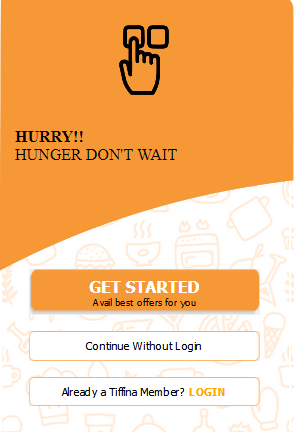 HURRY!!
HUNGER DON'T WAIT
GET STARTED
Avail best offers for you
Continue Without Login
Already a Tiffina Member? LOGIN